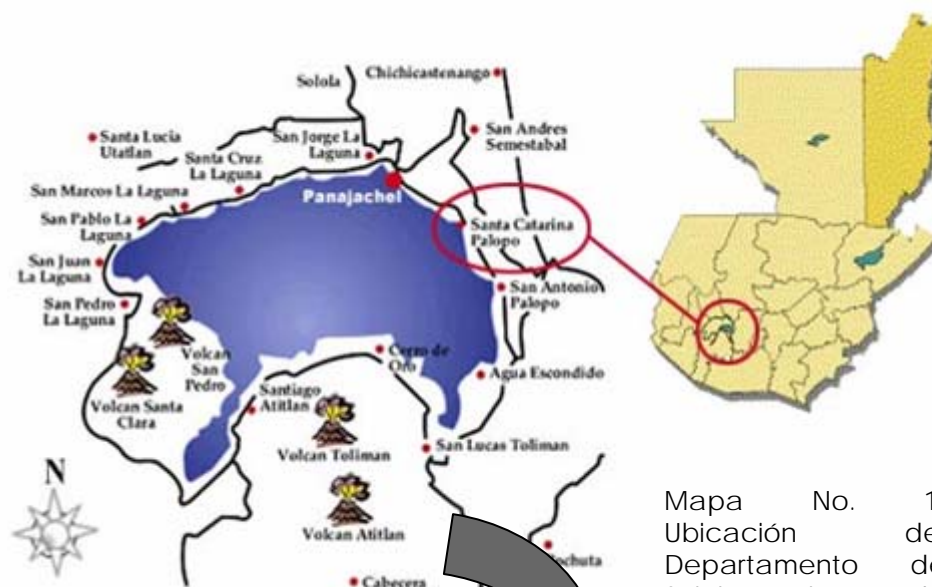 Chichicastenango
Solola
San Andres
Semestabal
Santa Lucia
Utatlan
San Jorge La
Laguna
Santa Cruz
La Laguna
San Marcos La Laguna
Panajachel
San Pablo La
Laguna
Santa Catarina
Palopo
San Juan
La Laguna
San Antonio
Palopo
San Pedro
La Laguna
Volcan
San
Pedro
Cerro de
Oro
Agua Escondido
Santiago
Atitlan
Volcan Santa
Clara
San Lucas Toliman
Volcan Toliman
N
Volcan Atitlan
Cabecera
Mapa No. 1
Ubicación de
Departamento de